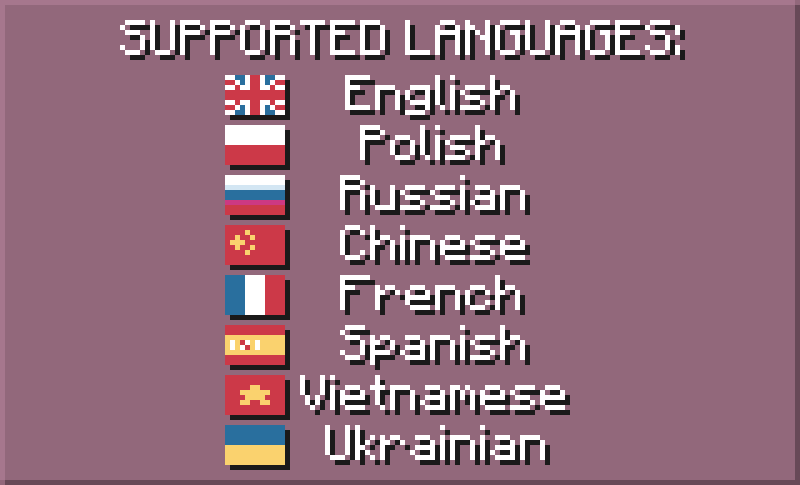 SUPPORTED LANGUAGES:
English
Polish
Russian
Chinese
French
Spanish
Vietnamese
Ukrainian